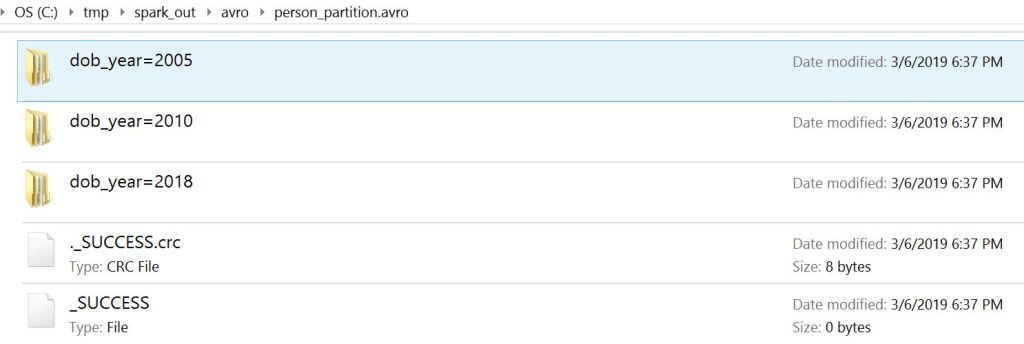 OS (C:) tmp spark_out avro person_partition.avro
dob_year=2005 Date modified: 3/6/2019 6:37 PM
dob_year=2010 Date modified: 3/6/2019 6:37 PM
dob_year=2018 Date modified: 3/6/2019 6:37 PM
._SUCCESS.crc Date modified: 3/6/2019 6:37 PM
Type: CRC File Size: 8 bytes
_SUCCESS Date modified: 3/6/2019 6:37 PM
Type: File Size: 0 bytes